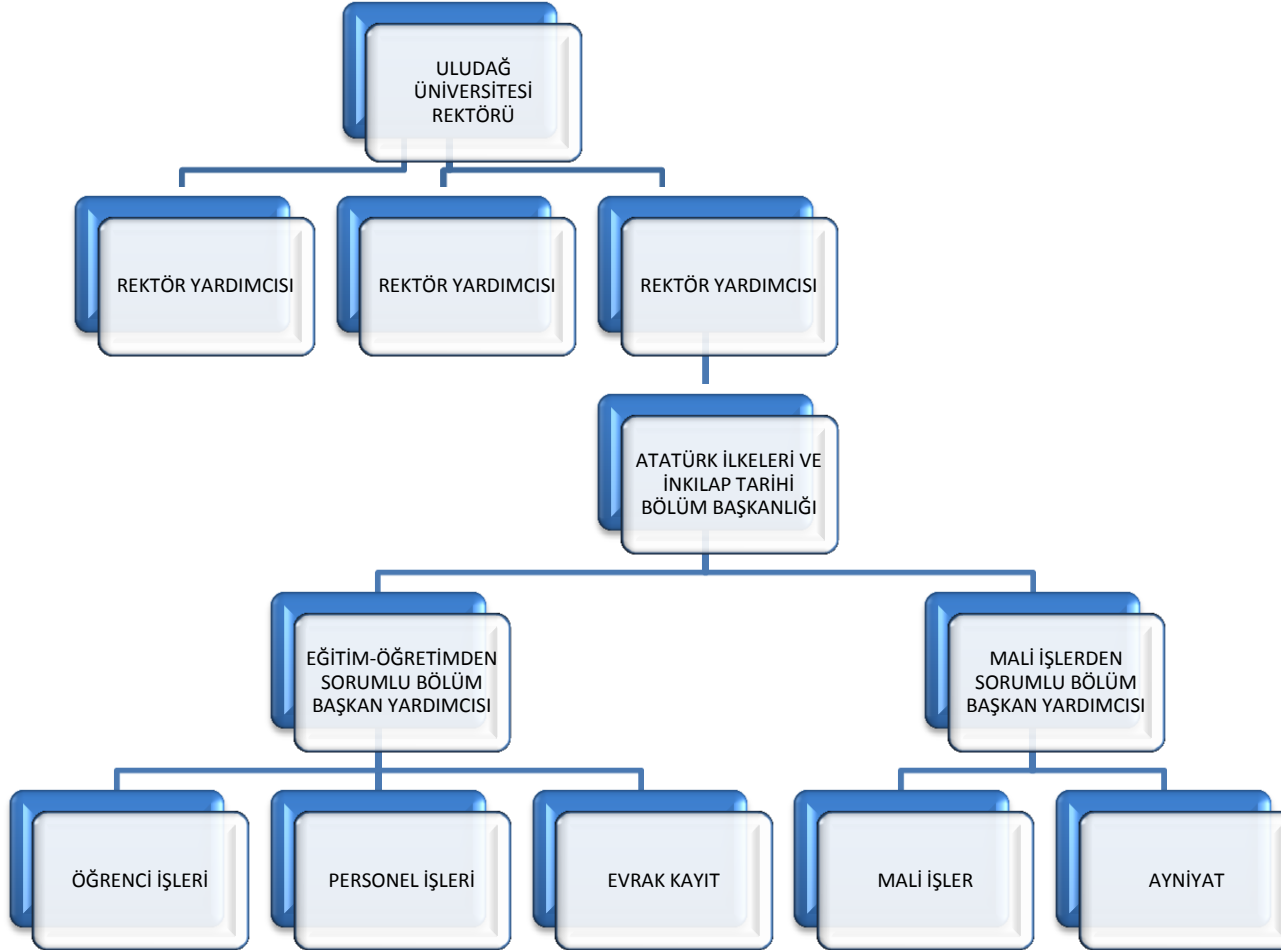 ULUDAĞ
ÜNİVERSİTESİ
REKTÖRÜ
REKTÖR YARDIMCISI
REKTÖR YARDIMCISI
REKTÖR YARDIMCISI
ATATÜRK İLKELERİ VE
İNKILAP TARİHİ
BÖLÜM BAŞKANLIĞI
EĞİTİM-ÖĞRETİMDEN
SORUMLU BÖLÜM
BAŞKAN YARDIMCISI
MALİ İŞLERDEN
SORUMLU BÖLÜM
BAŞKAN YARDIMCISI
ÖĞRENCİ İŞLERİ
PERSONEL İŞLERİ
EVRAK KAYIT
MALİ İŞLER
AYNİYAT